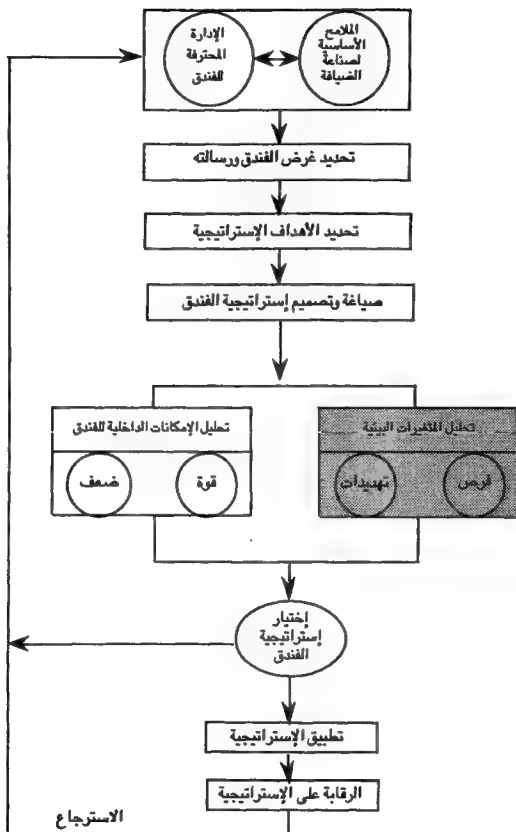 الملامح
الأساسية
لصناعة
الضيافة
الإدارة
المحترفة
للفندق
تحديد غرض الفندق ورسالته
تحديد الأهداف الإستراتيجية
صياغة وتصميم إستراتيجية الفندق
تحليل المتغيرات البيئية
فرص
تهديدات
تحليل الإمكانات الداخلية للفندق
قوة
ضعف
إختيار
إستراتيجية
الفندق
تطبيق الإستراتيجية
الرقابة على الإستراتيجية
الاسترجاع